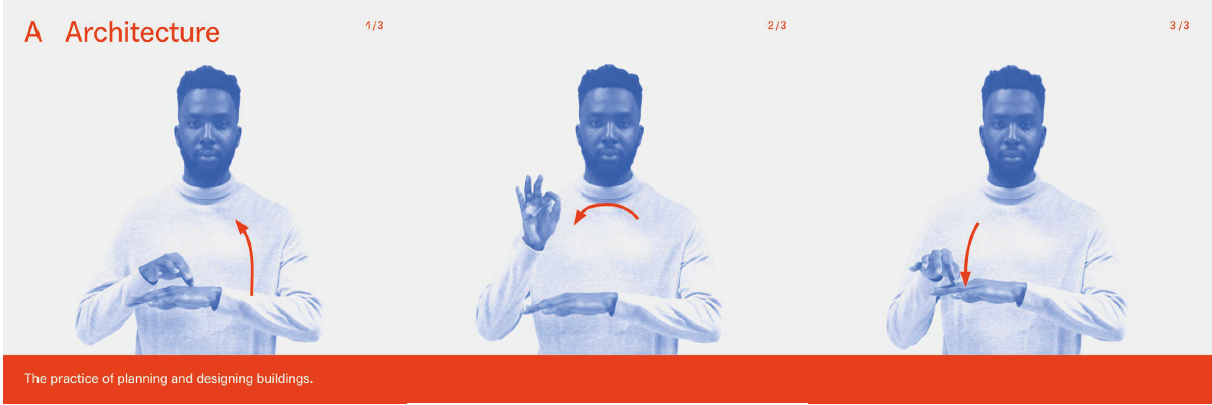 A Architecture
1/3
2/3
3/3
The practice of planning and designing buildings.